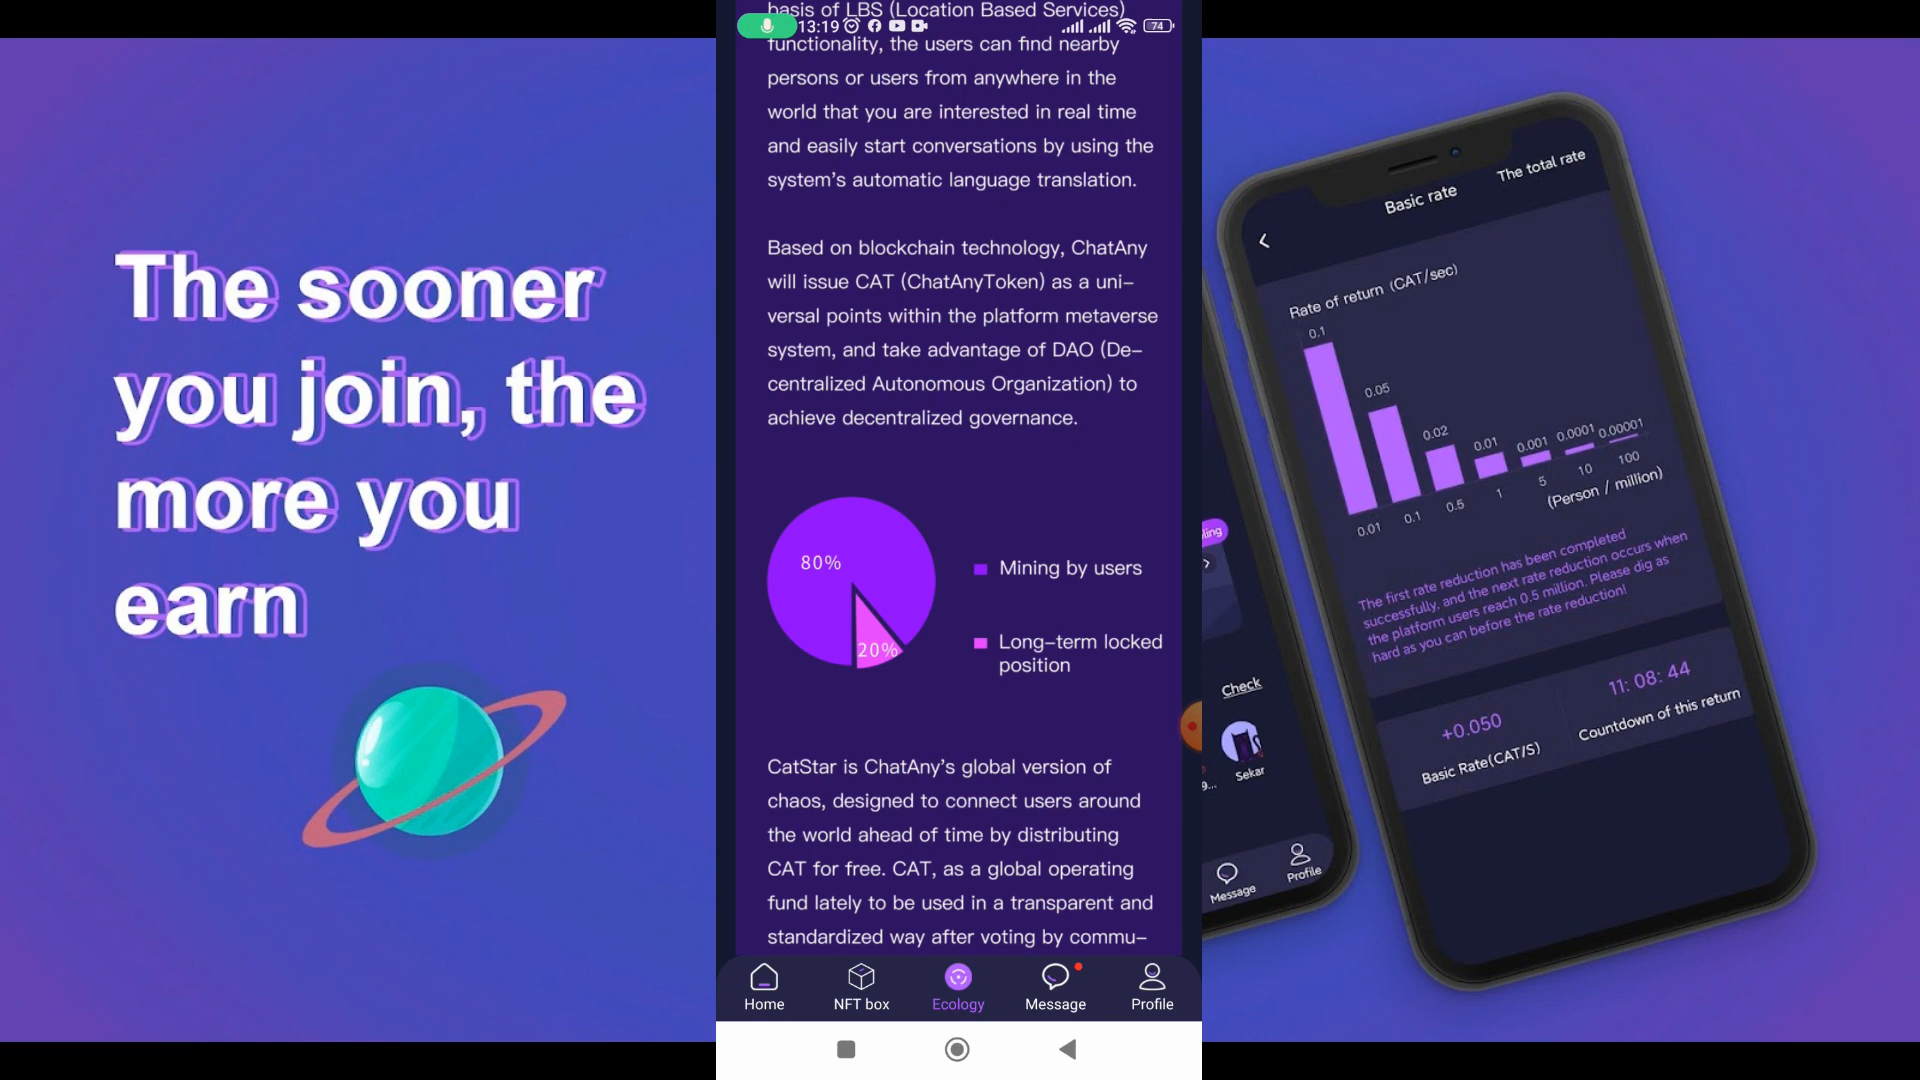 The sooner
you join, the
more you
earn
13:19
74
basis of LBS (Location Based Services)
functionality, the users can find nearby
persons or users from anywhere in the
world that you are interested in real time
and easily start conversations by using the
system's automatic language translation.
Based on blockchain technology, ChatAny
will issue CAT (ChatAnyToken) as a uni–
versal points within the platform metaverse
system, and take advantage of DAO (De–
centralized Autonomous Organization) to
achieve decentralized governance.
80%
20%
Mining by users
Long–term locked
position
CatStar is ChatAny's global version of
chaos, designed to connect users around
the world ahead of time by distributing
CAT for free. CAT, as a global operating
fund lately to be used in a transparent and
standardized way after voting by commu–
Home
NFT box
Ecology
Message
Profile
Check
Sekar
Message
Profile
Basic rate
The total rate
Rate of return (CAT/sec)
0.1
0.05
0.02
0.01
0.001
0.0001
0.00001
0.01
0.1
0.5
1
5
10
100
(Person / million)
The first rate reduction has been completed
successfully, and the next rate reduction occurs when
the platform users reach 0.5 million. Please dig as
hard as you can before the rate reduction!
+0.050
Basic Rate(CAT/S)
11: 08: 44
Countdown of this return